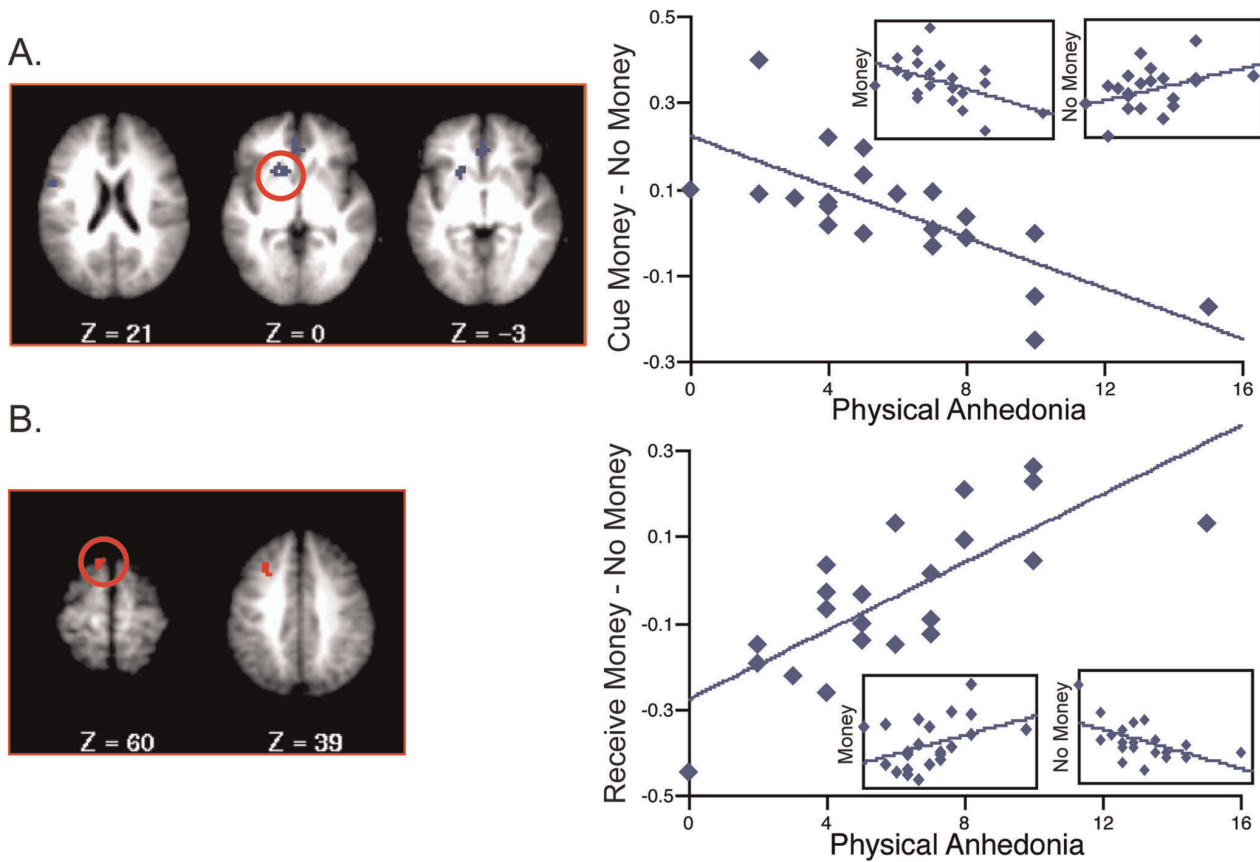 A.
Z = 21
Z = 0
Z = −3
Cue Money - No Money
0.5
0.3
0.1
-0.1
-0.3
Money
No Money
0
4
8
12
16
Physical Anhedonia
B.
Z = 60
Z = 39
Receive Money - No Money
0.3
0.1
-0.1
-0.3
-0.5
Money
No Money
0
4
8
12
16
Physical Anhedonia